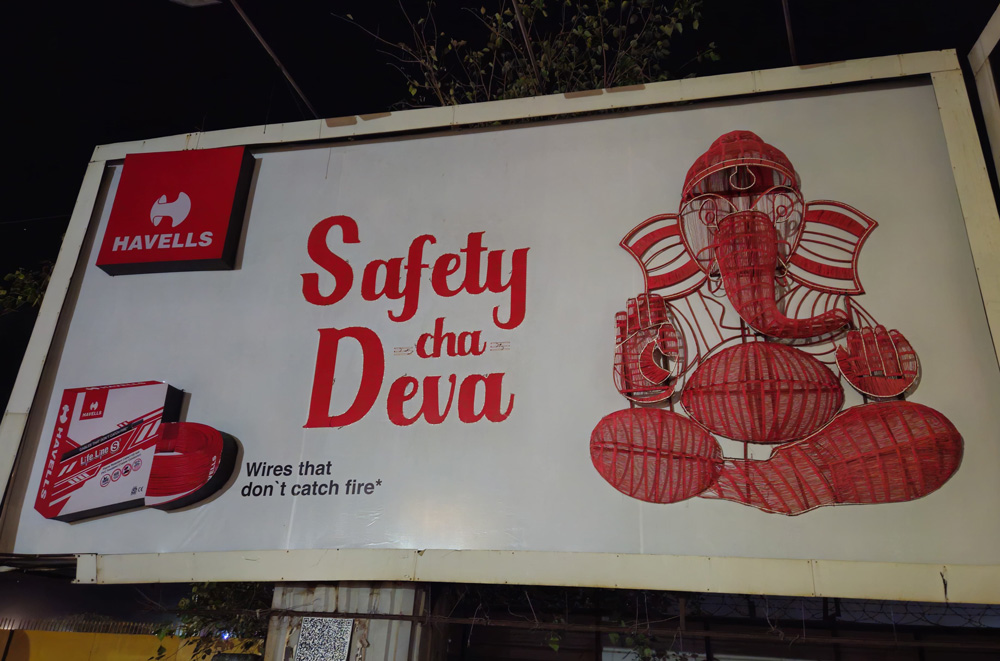 HAVELLS
Safety
cha
Deva
HAVELLS
HAVELLS
Life Line S
Wires that
don`t catch fire*